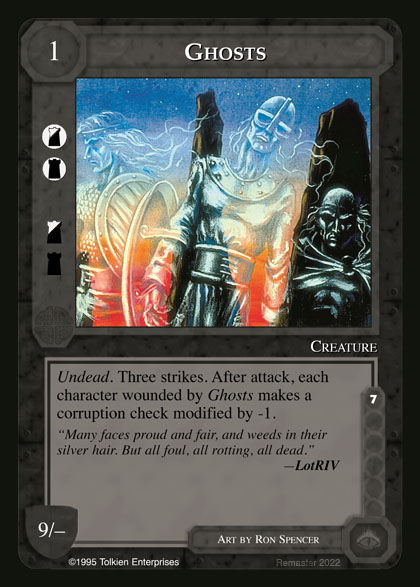 1
Ghosts
Creature
Undead. Three strikes. After attack, each
character wounded by Ghosts makes a
corruption check modified by -1.
7
“Many faces proud and fair, and weeds in their
silver hair. But all foul, all rotting, all dead.”
—LotRIV
9/–
Art by Ron Spencer
©1995 Tolkien Enterprises
Remaster 2022